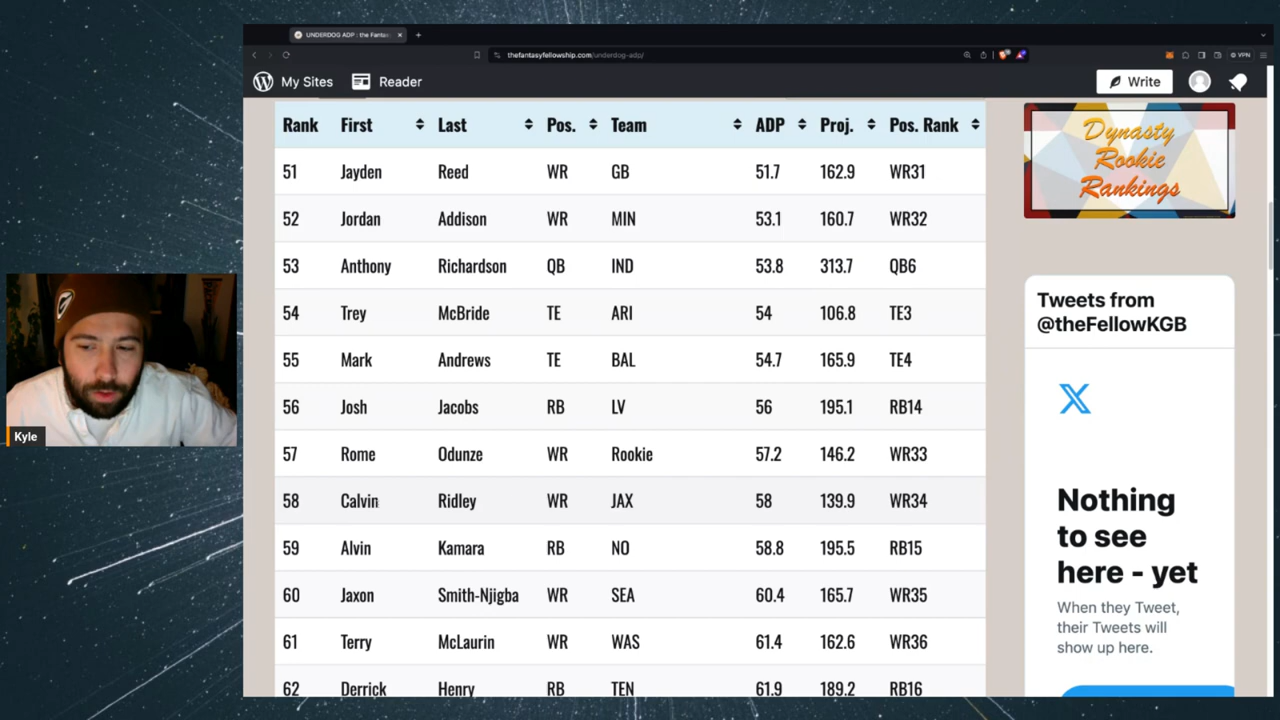 UNDERDOG ADP : the Fantas
thefantasyfellowship.com/underdog-adp/
VPN
My Sites
Reader
Write
Rank First Last Pos. Team ADP Proj. Pos. Rank
51 Jayden Reed WR GB 51.7 162.9 WR31
52 Jordan Addison WR MIN 53.1 160.7 WR32
53 Anthony Richardson QB IND 53.8 313.7 QB6
54 Trey McBride TE ARI 54 106.8 TE3
55 Mark Andrews TE BAL 54.7 165.9 TE4
56 Josh Jacobs RB LV 56 195.1 RB14
57 Rome Odunze WR Rookie 57.2 146.2 WR33
58 Calvin Ridley WR JAX 58 139.9 WR34
59 Alvin Kamara RB NO 58.8 195.5 RB15
60 Jaxon Smith-Njigba WR SEA 60.4 165.7 WR35
61 Terry McLaurin WR WAS 61.4 162.6 WR36
62 Derrick Henry RB TEN 61.9 189.2 RB16
Dynasty
Rookie
Rankings
Tweets from
@theFellowKGB
Nothing
to see
here - yet
When they Tweet,
their Tweets will
show up here.
Kyle